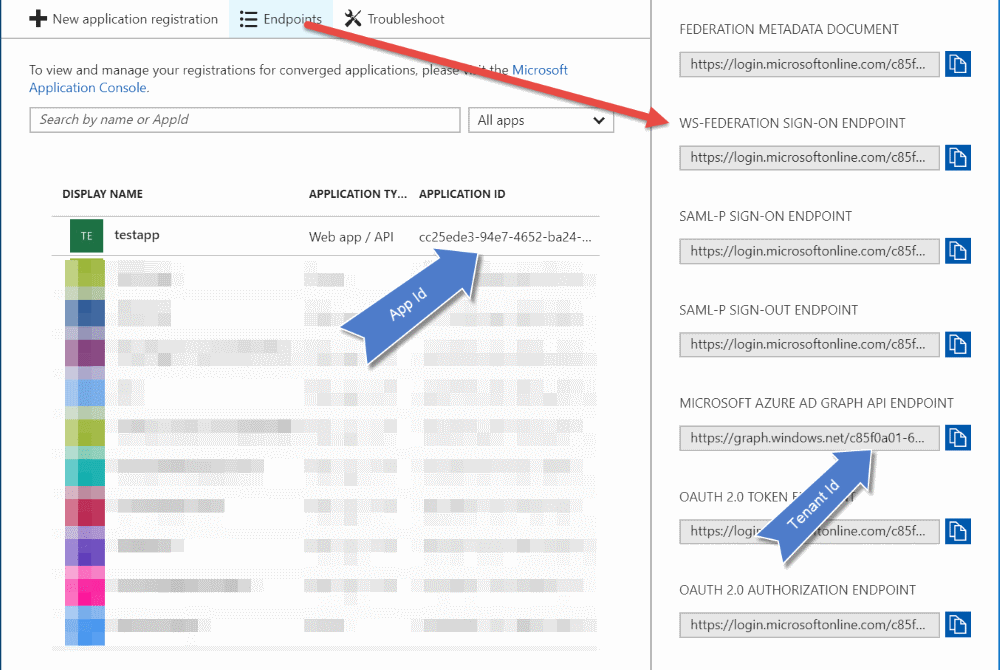 New application registration
Endpoints
Troubleshoot
To view and manage your registrations for converged applications, please visit the Microsoft
Application Console.
Search by name or AppId
All apps
DISPLAY NAME
APPLICATION TY...
APPLICATION ID
TE
testapp
Web app / API
cc25ede3-94e7-4652-ba24-...
App Id
FEDERATION METADATA DOCUMENT
https://login.microsoftonline.com/c85f...
WS-FEDERATION SIGN-ON ENDPOINT
https://login.microsoftonline.com/c85f...
SAML-P SIGN-ON ENDPOINT
https://login.microsoftonline.com/c85f...
SAML-P SIGN-OUT ENDPOINT
https://login.microsoftonline.com/c85f...
MICROSOFT AZURE AD GRAPH API ENDPOINT
https://graph.windows.net/c85f0a01-6...
Tenant Id
OAUTH 2.0 TOKEN ENDPOINT
https://login.microsoftonline.com/c85f...
OAUTH 2.0 AUTHORIZATION ENDPOINT
https://login.microsoftonline.com/c85f...